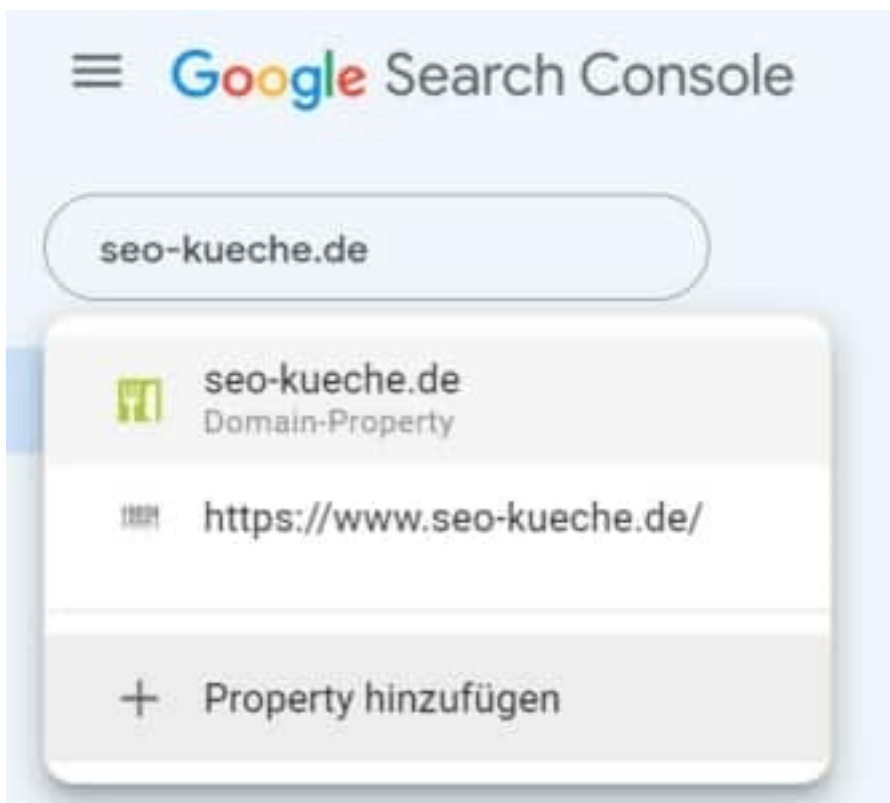 Google Search Console
seo-kueche.de
seo-kueche.de
Domain-Property
https://www.seo-kueche.de/
Property hinzufügen